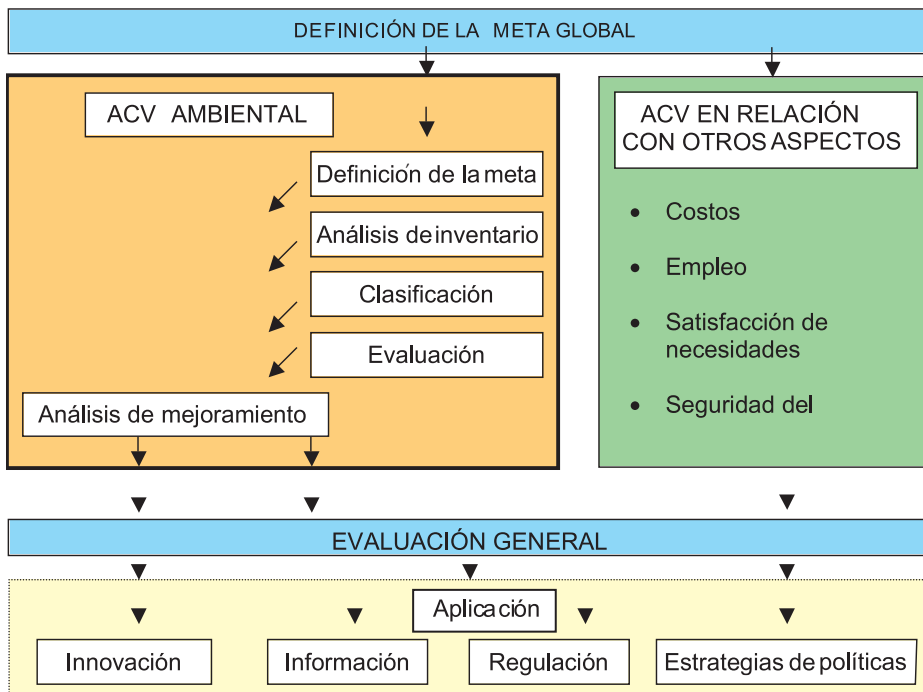 DEFINICIÓN DE LA META GLOBAL
ACV AMBIENTAL
Definición de la meta
Análisis de inventario
Clasificación
Evaluación
Análisis de mejoramiento
ACV EN RELACIÓN
CON OTROS ASPECTOS
• Costos
• Empleo
• Satisfacción de
necesidades
• Seguridad del
EVALUACIÓN GENERAL
Aplicación
Innovación
Información
Regulación
Estrategias de políticas